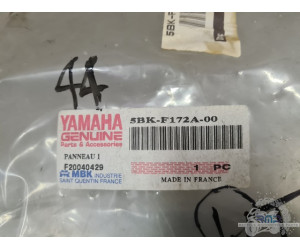 5BK-F
44
YAMAHA
GENUINE
Parts & Accessories
5BK-F172A-00
PANNEAU 1
F20040429
1 PC
MBK INDUSTRIE
SAINT QUENTIN FRANCE
MADE IN FRANCE